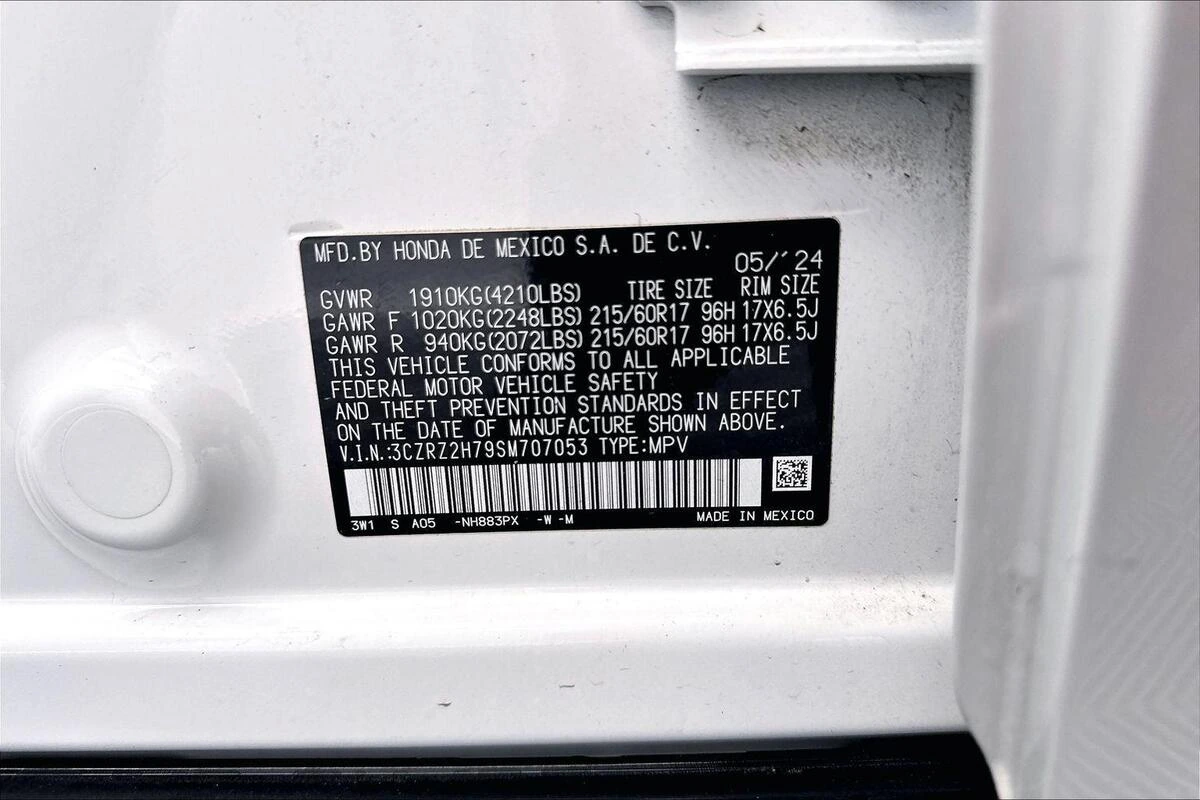 MFD.BY HONDA DE MEXICO S.A. DE C.V.
05/'24
GVWR 1910KG(4210LBS) TIRE SIZE RIM SIZE
GAWR F 1020KG(2248LBS) 215/60R17 96H 17X6.5J
GAWR R 940KG(2072LBS) 215/60R17 96H 17X6.5J
THIS VEHICLE CONFORMS TO ALL APPLICABLE
FEDERAL MOTOR VEHICLE SAFETY
AND THEFT PREVENTION STANDARDS IN EFFECT
ON THE DATE OF MANUFACTURE SHOWN ABOVE.
V.I.N.:3CZRZ2H79SM707053 TYPE:MPV
3W1 S A05 -NH883PX -W -M MADE IN MEXICO